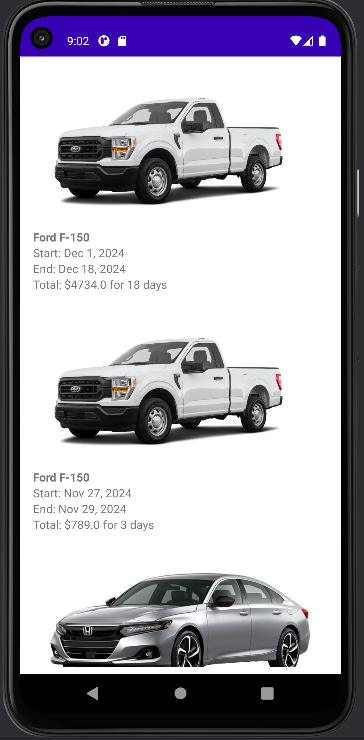 9:02
Ford F-150
Start: Dec 1, 2024
End: Dec 18, 2024
Total: $4734.0 for 18 days
Ford F-150
Start: Nov 27, 2024
End: Nov 29, 2024
Total: $789.0 for 3 days